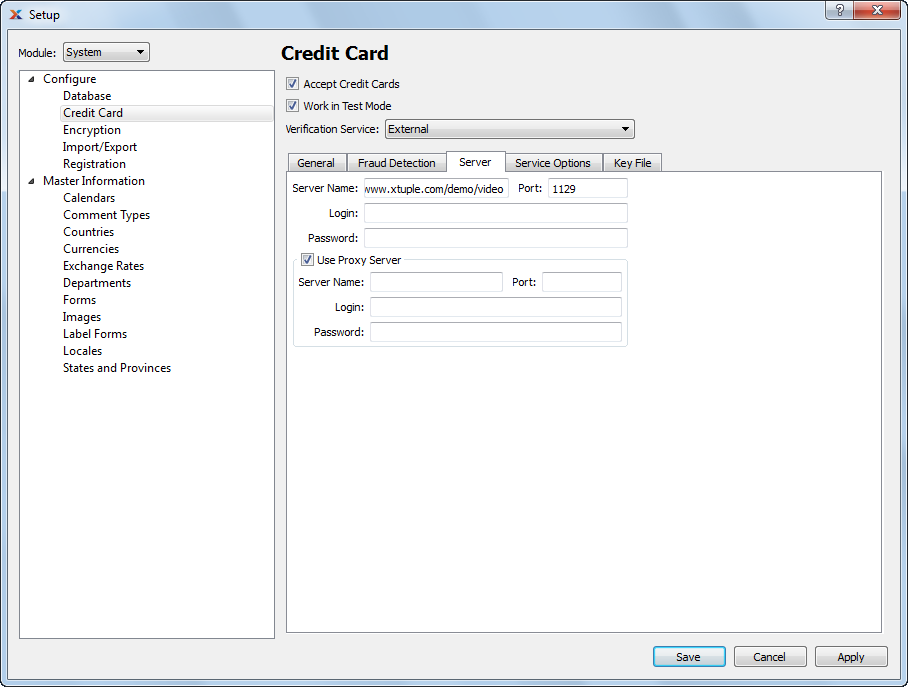 Setup
Module: System
Configure
Database
Credit Card
Encryption
Import/Export
Registration
Master Information
Calendars
Comment Types
Countries
Currencies
Exchange Rates
Departments
Forms
Images
Label Forms
Locales
States and Provinces
Credit Card
Accept Credit Cards
Work in Test Mode
Verification Service: External
General Fraud Detection Server Service Options Key File
Server Name: www.xtuple.com/demo/video Port: 1129
Login:
Password:
Use Proxy Server
Server Name: Port:
Login:
Password:
Save Cancel Apply